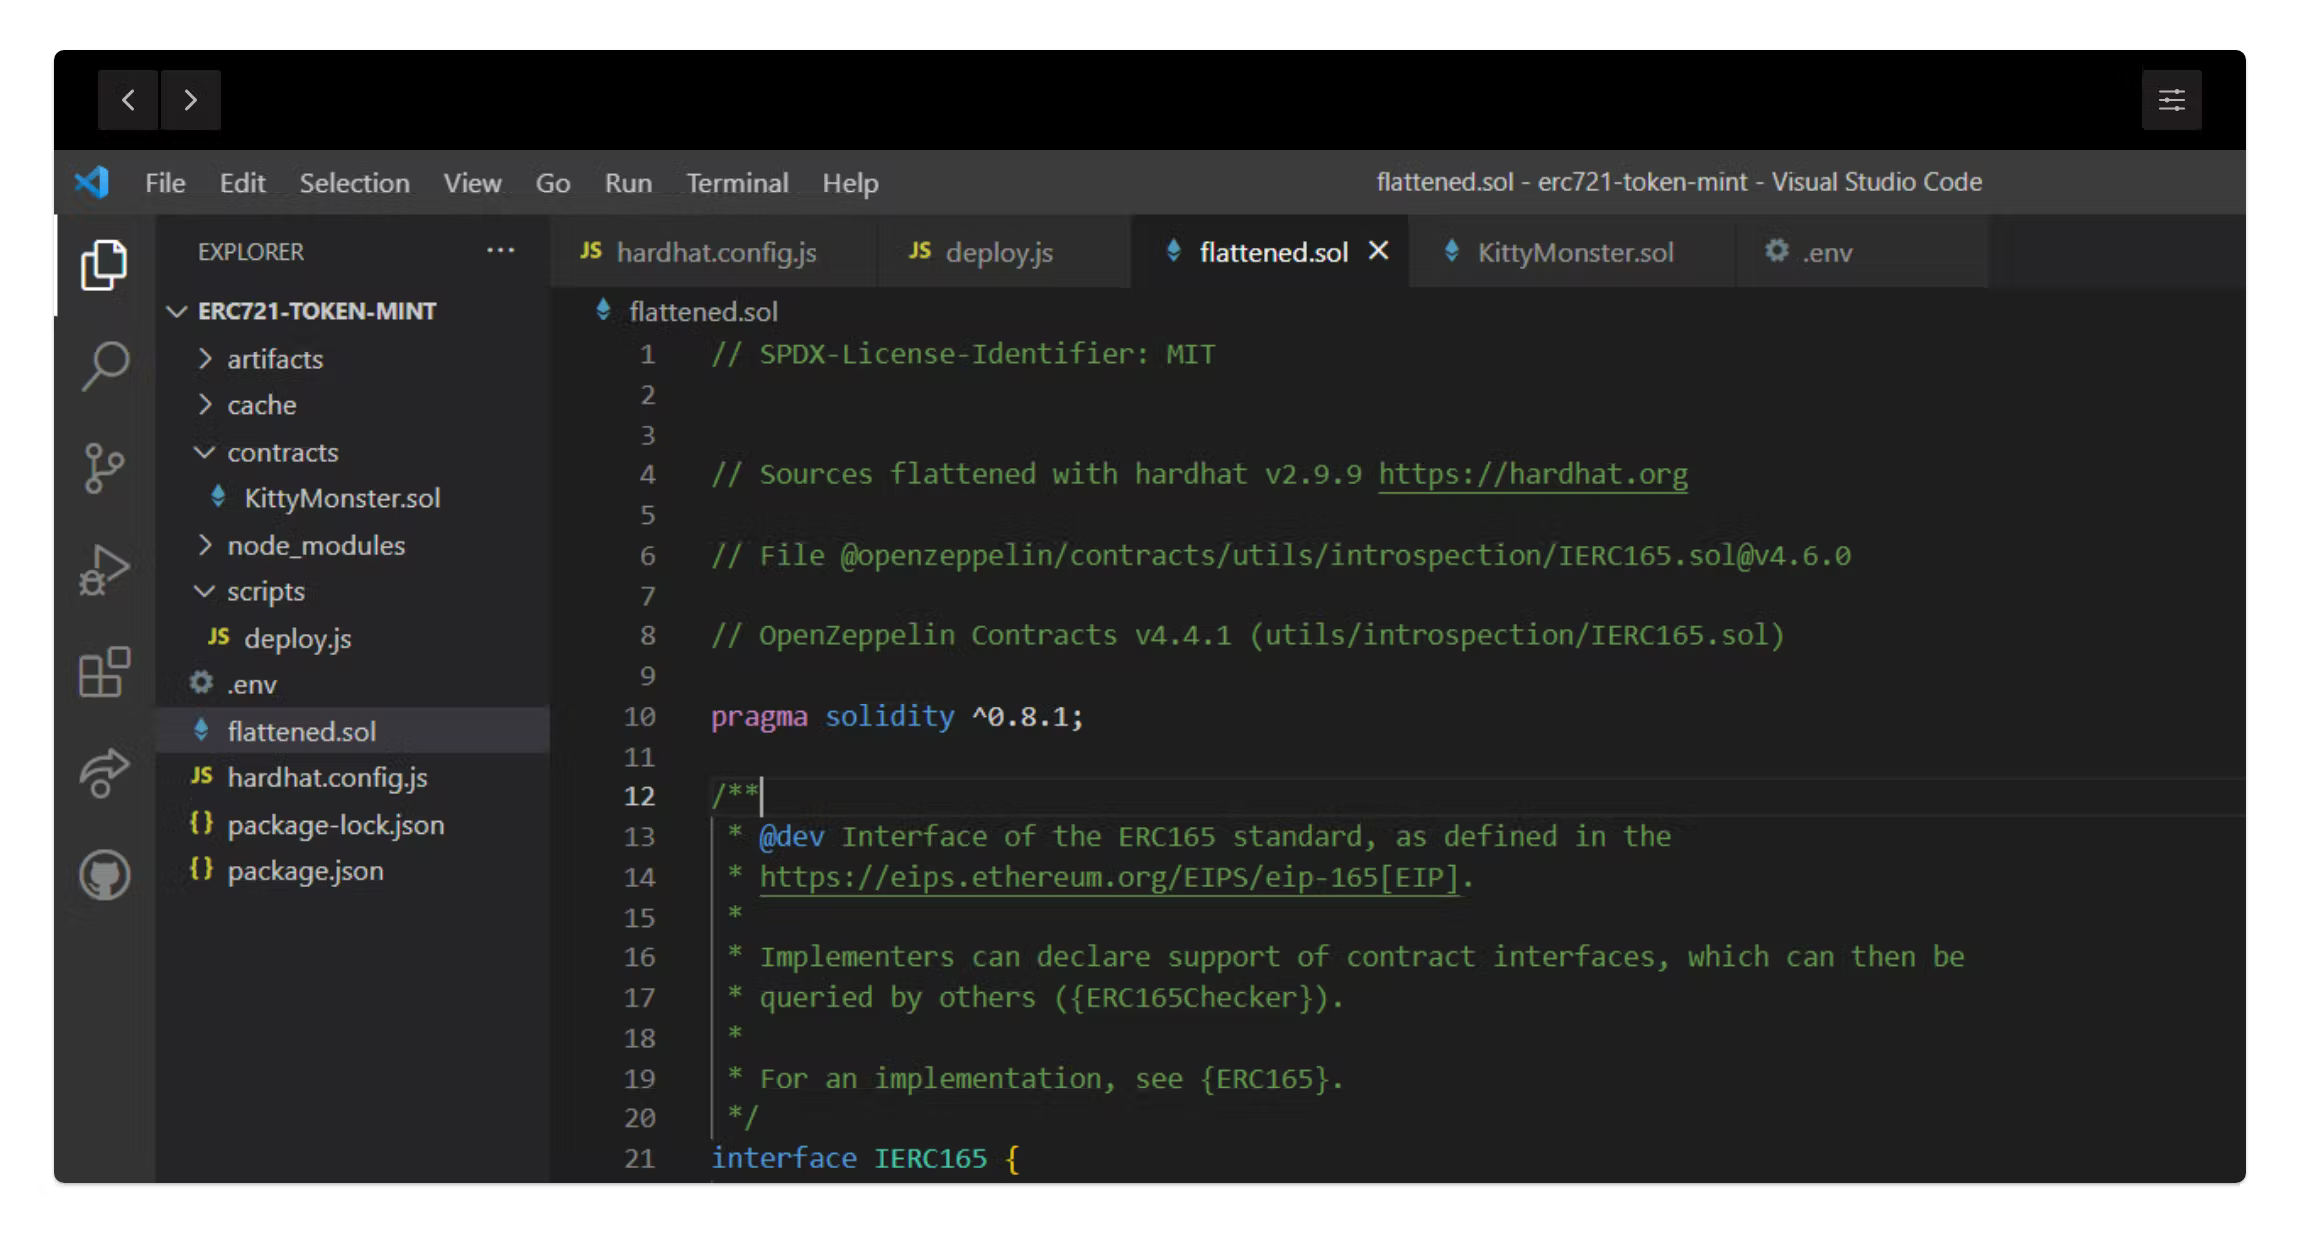 File Edit Selection View Go Run Terminal Help flattened.sol - erc721-token-mint - Visual Studio Code
EXPLORER ···
ERC721-TOKEN-MINT
artifacts
cache
contracts
KittyMonster.sol
node_modules
scripts
JS deploy.js
.env
flattened.sol
JS hardhat.config.js
{} package-lock.json
{} package.json
JS hardhat.config.js JS deploy.js flattened.sol KittyMonster.sol .env
flattened.sol
1 // SPDX-License-Identifier: MIT
2
3
4 // Sources flattened with hardhat v2.9.9 https://hardhat.org
5
6 // File @openzeppelin/contracts/utils/introspection/IERC165.sol@v4.6.0
7
8 // OpenZeppelin Contracts v4.4.1 (utils/introspection/IERC165.sol)
9
10 pragma solidity ^0.8.1;
11
12 /**
13 * @dev Interface of the ERC165 standard, as defined in the
14 * https://eips.ethereum.org/EIPS/eip-165[EIP].
15 *
16 * Implementers can declare support of contract interfaces, which can then be
17 * queried by others ({ERC165Checker}).
18 *
19 * For an implementation, see {ERC165}.
20 */
21 interface IERC165 {